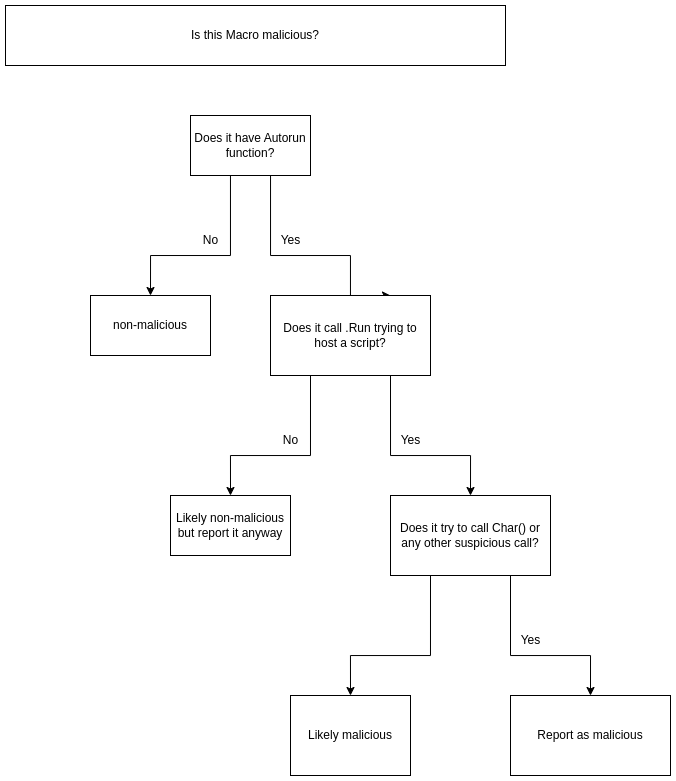 Is this Macro malicious?
Does it have Autorun
function?
No
Yes
non-malicious
Does it call .Run trying to
host a script?
No
Yes
Likely non-malicious
but report it anyway
Does it try to call Char() or
any other suspicious call?
Yes
Likely malicious
Report as malicious